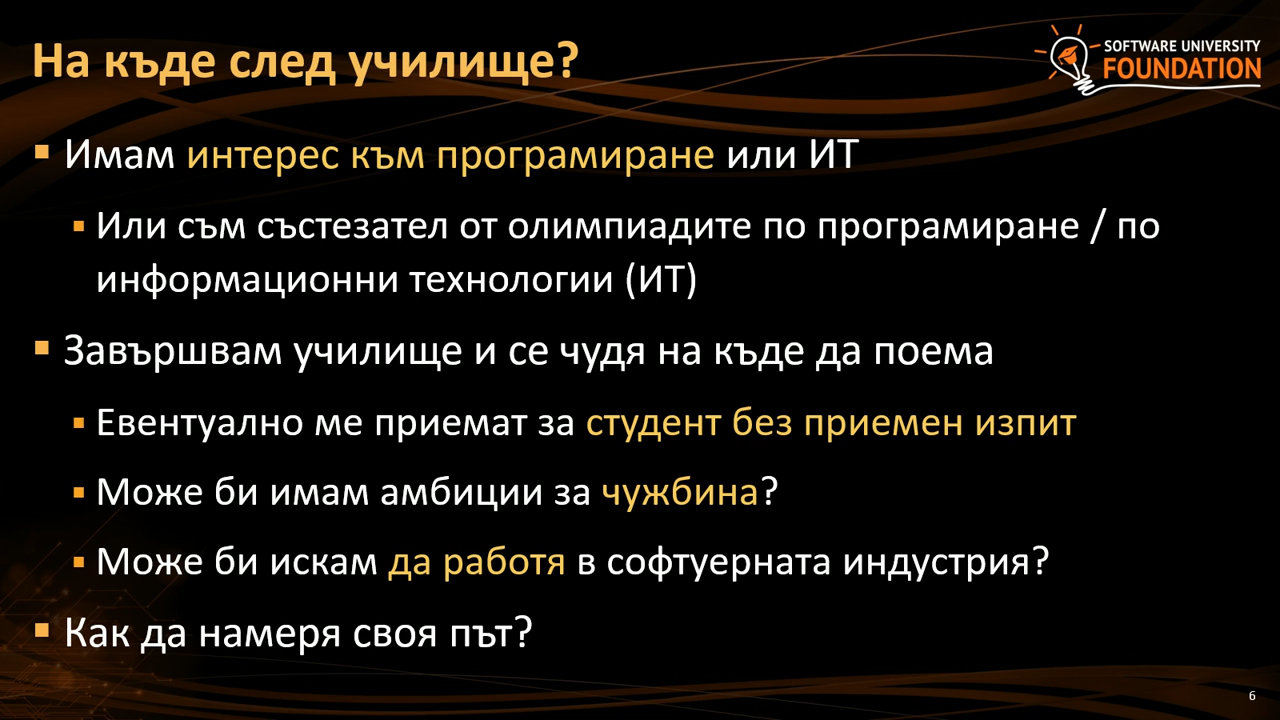 На къде след училище?
SOFTWARE UNIVERSITY
FOUNDATION
▪ Имам интерес към програмиране или ИТ
▪ Или съм състезател от олимпиадите по програмиране / по
информационни технологии (ИТ)
▪ Завършвам училище и се чудя на къде да поема
▪ Евентуално ме приемат за студент без приемен изпит
▪ Може би имам амбиции за чужбина?
▪ Може би искам да работя в софтуерната индустрия?
▪ Как да намеря своя път?
6